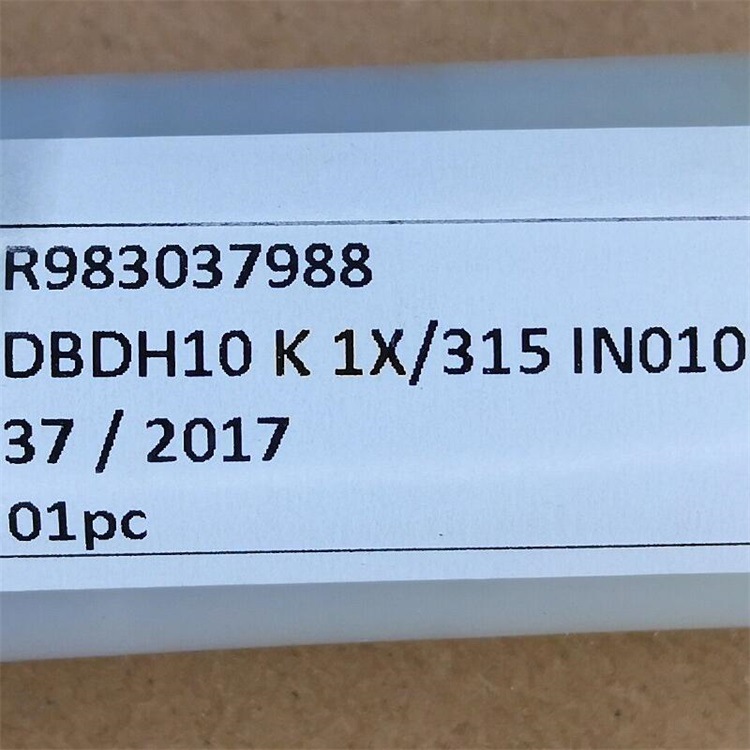 R983037988
DBDH10 K 1X/315 IN010
37 / 2017
01pc